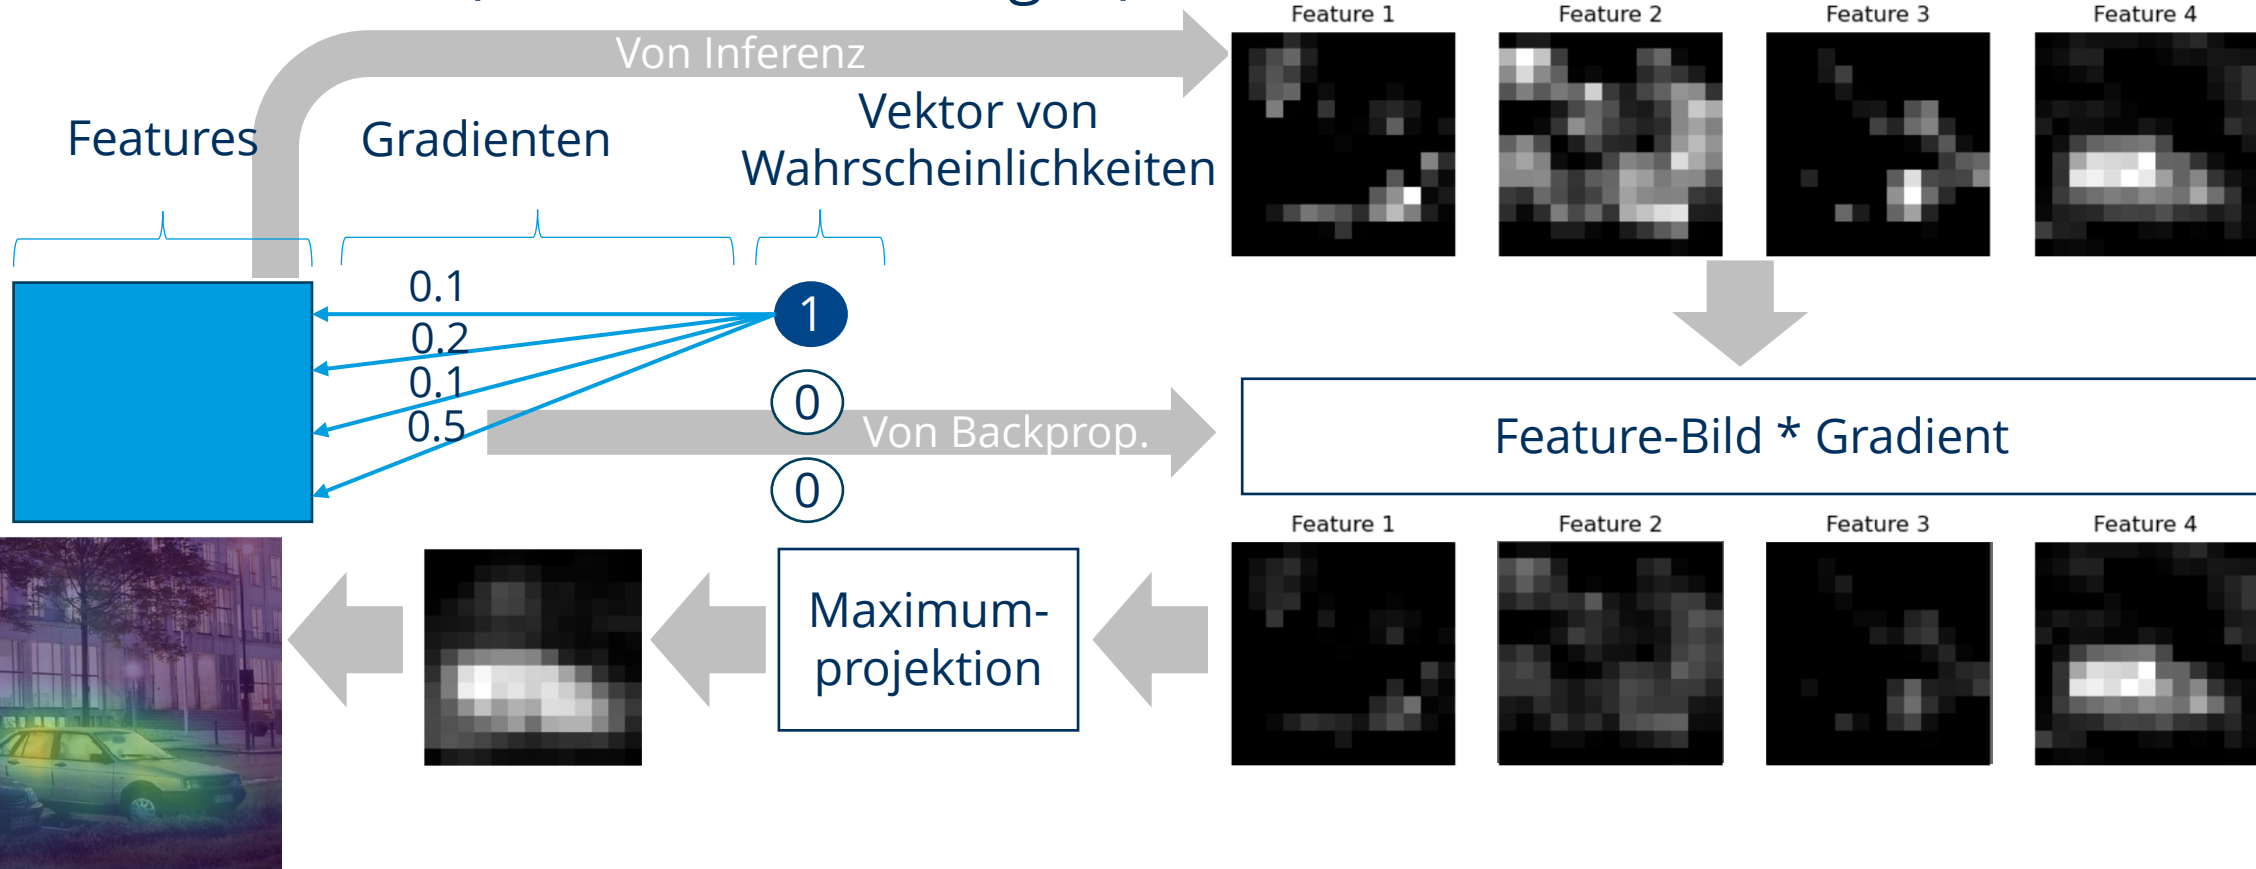 Von Inferenz
Feature 1
Feature 2
Feature 3
Feature 4
Features
Gradienten
Vektor von
Wahrscheinlichkeiten
0.1
0.2
0.1
0.5
1
0
0
Von Backprop.
Feature-Bild * Gradient
Feature 1
Feature 2
Feature 3
Feature 4
Maximum-
projektion